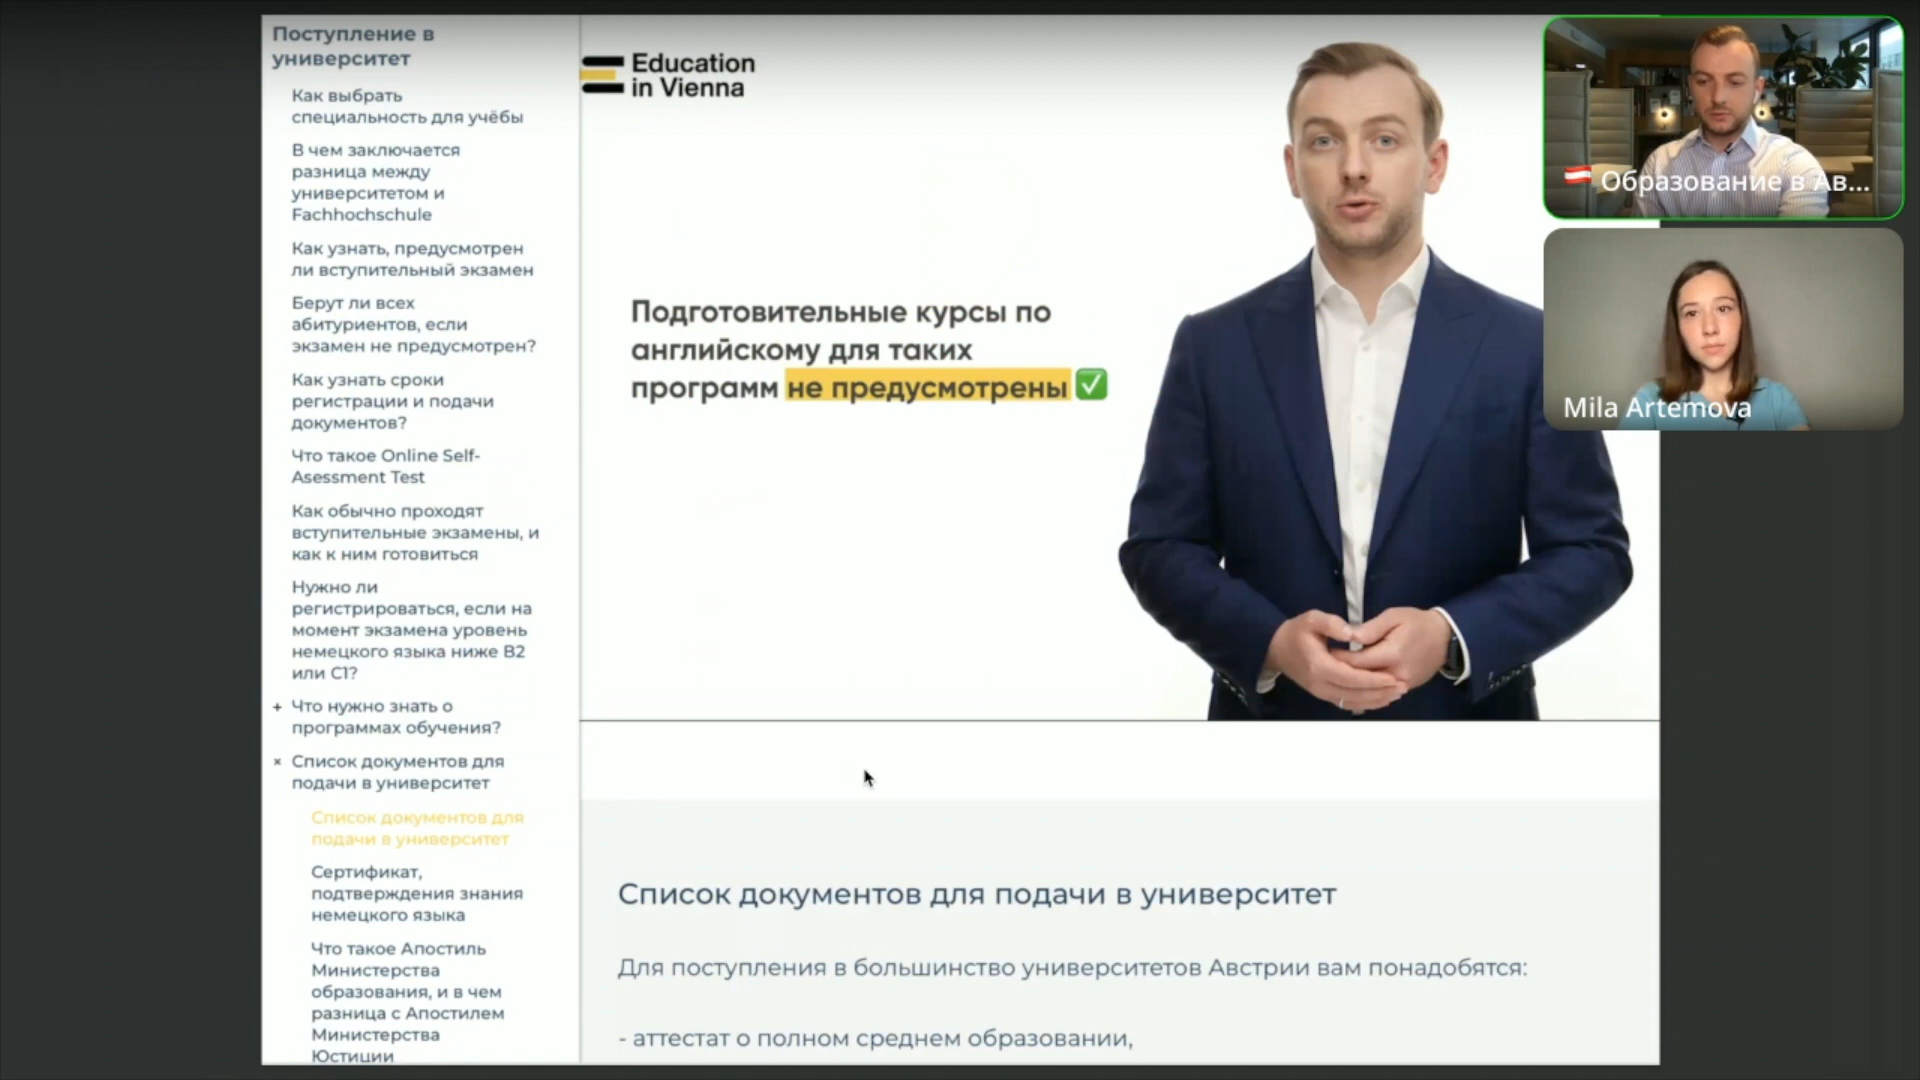 Поступление в
университет
Как выбрать
специальность для учёбы
В чем заключается
разница между
университетом и
Fachhochschule
Как узнать, предусмотрен
ли вступительный экзамен
Берут ли всех
абитуриентов, если
экзамен не предусмотрен?
Как узнать сроки
регистрации и подачи
документов?
Что такое Online Self-
Asessment Test
Как обычно проходят
вступительные экзамены, и
как к ним готовиться
Нужно ли
регистрироваться, если на
момент экзамена уровень
немецкого языка ниже B2
или C1?
+ Что нужно знать о
программах обучения?
× Список документов для
подачи в университет
Список документов для
подачи в университет
Сертификат,
подтверждения знания
немецкого языка
Что такое Апостиль
Министерства
образования, и в чем
разница с Апостилем
Министерства
Юстиции
Education
in Vienna
Подготовительные курсы по
английскому для таких
программ не предусмотрены ✅
Список документов для подачи в университет
Для поступления в большинство университетов Австрии вам понадобятся:
- аттестат о полном среднем образовании,
🇦🇹 Образование в Ав...
Mila Artemova